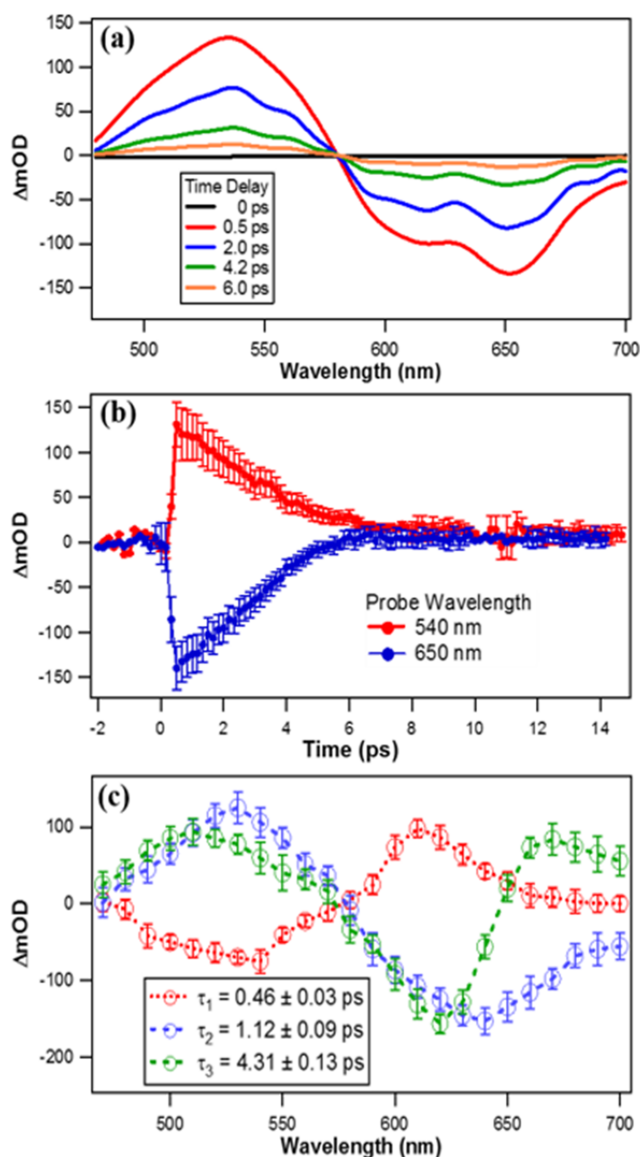 (a)
150
100
50
0
-50
-100
-150
ΔmOD
Time Delay
0 ps
0.5 ps
2.0 ps
4.2 ps
6.0 ps
500
550
600
650
700
Wavelength (nm)
(b)
150
100
50
0
-50
-100
-150
ΔmOD
Probe Wavelength
540 nm
650 nm
-2
0
2
4
6
8
10
12
14
Time (ps)
(c)
100
0
-100
-200
ΔmOD
τ₁ = 0.46 ± 0.03 ps
τ₂ = 1.12 ± 0.09 ps
τ₃ = 4.31 ± 0.13 ps
500
550
600
650
700
Wavelength (nm)